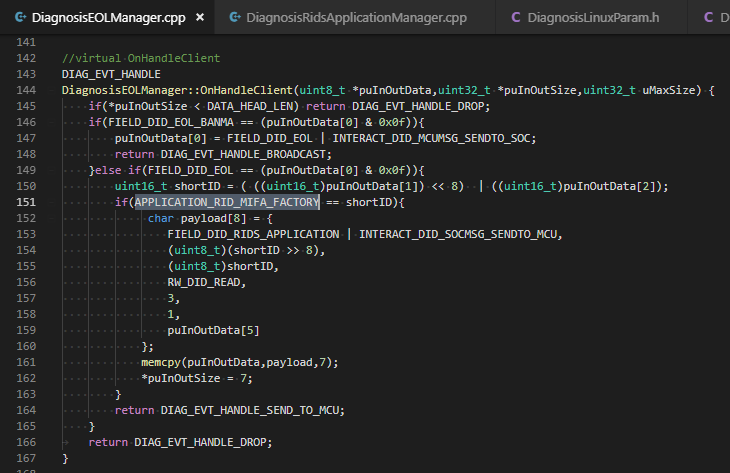 DiagnosisEOLManager.cpp × DiagnosisRidsApplicationManager.cpp DiagnosisLinuxParam.h D
141
142 //virtual OnHandleClient
143 DIAG_EVT_HANDLE
144 DiagnosisEOLManager::OnHandleClient(uint8_t *puInOutData,uint32_t *puInOutSize,uint32_t uMaxSize) {
145 if(*puInOutSize < DATA_HEAD_LEN) return DIAG_EVT_HANDLE_DROP;
146 if(FIELD_DID_EOL_BANMA == (puInOutData[0] & 0x0f)){
147 puInOutData[0] = FIELD_DID_EOL | INTERACT_DID_MCUMSG_SENDTO_SOC;
148 return DIAG_EVT_HANDLE_BROADCAST;
149 }else if(FIELD_DID_EOL == (puInOutData[0] & 0x0f)){
150 uint16_t shortID = ( ((uint16_t)puInOutData[1]) << 8) | ((uint16_t)puInOutData[2]);
151 if(APPLICATION_RID_MIFA_FACTORY == shortID){
152 char payload[8] = {
153 FIELD_DID_RIDS_APPLICATION | INTERACT_DID_SOCMSG_SENDTO_MCU,
154 (uint8_t)(shortID >> 8),
155 (uint8_t)shortID,
156 RW_DID_READ,
157 3,
158 1,
159 puInOutData[5]
160 };
161 memcpy(puInOutData,payload,7);
162 *puInOutSize = 7;
163 }
164 return DIAG_EVT_HANDLE_SEND_TO_MCU;
165 }
166 return DIAG_EVT_HANDLE_DROP;
167 }